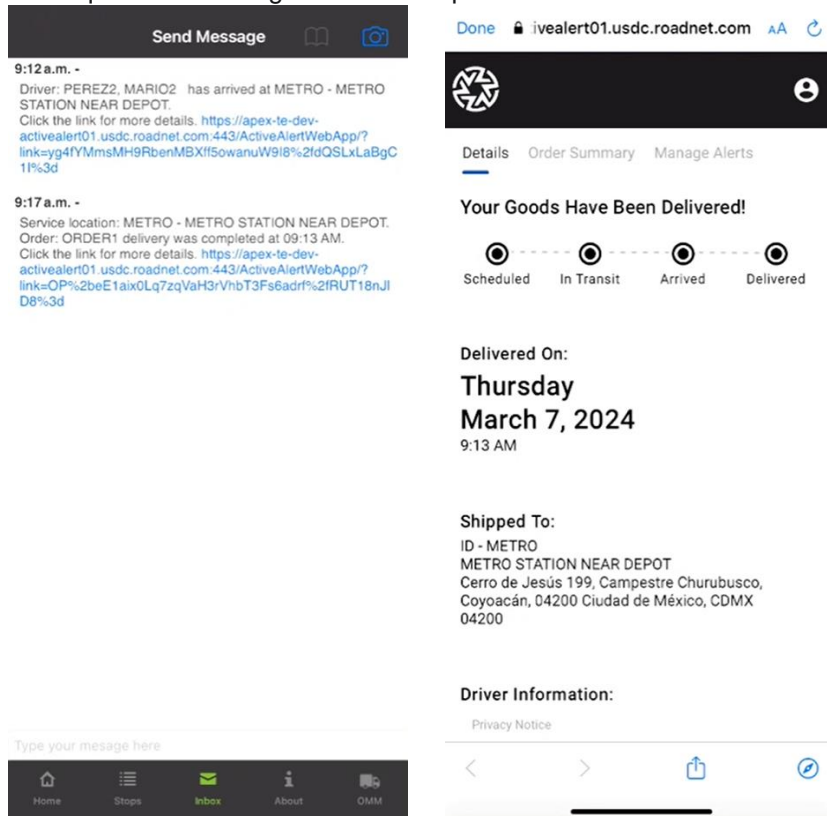 Send Message
9:12 a.m. -
Driver: PEREZ2, MARIO2 has arrived at METRO - METRO
STATION NEAR DEPOT.
Click the link for more details. https://apex-te-dev-
activealert01.usdc.roadnet.com:443/ActiveAlertWebApp/?
link=yg4fYMmsMH9RbenMBXff5owanuW9I8%2fdQSLxLaBgC
1I%3d
9:17 a.m. -
Service location: METRO - METRO STATION NEAR DEPOT.
Order: ORDER1 delivery was completed at 09:13 AM.
Click the link for more details. https://apex-te-dev-
activealert01.usdc.roadnet.com:443/ActiveAlertWebApp/?
link=OP%2beE1aix0Lq7zqVaH3rVhbT3Fs6adrf%2fRUT18nJI
D8%3d
Type your mesage here
Home Stops Inbox About OMM
Done ivealert01.usdc.roadnet.com AA
Details Order Summary Manage Alerts
Your Goods Have Been Delivered!
Scheduled In Transit Arrived Delivered
Delivered On:
Thursday
March 7, 2024
9:13 AM
Shipped To:
ID - METRO
METRO STATION NEAR DEPOT
Cerro de Jesús 199, Campestre Churubusco,
Coyoacán, 04200 Ciudad de México, CDMX
04200
Driver Information:
Privacy Notice